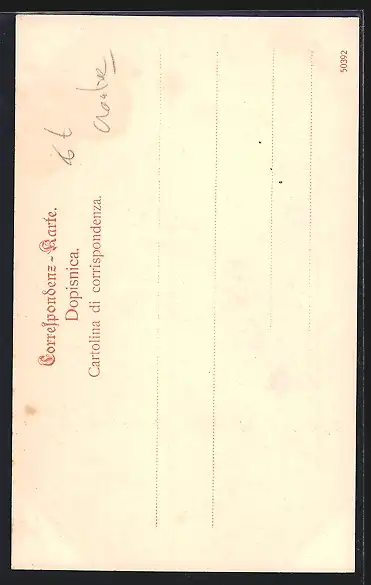 Correſpondenz-Karte.
Dopisnica.
Cartolina di corrispondenza.
50392